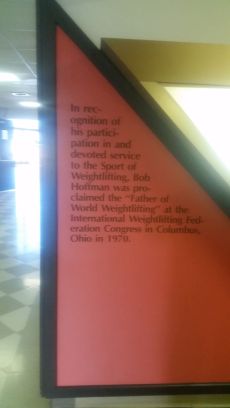 In rec-
ognition of
his partici-
pation in and
devoted service
to the Sport of
Weightlifting, Bob
Hoffman was pro-
claimed the "Father of
World Weightlifting" at the
International Weightlifting Fed-
eration Congress in Columbus,
Ohio in 1970.